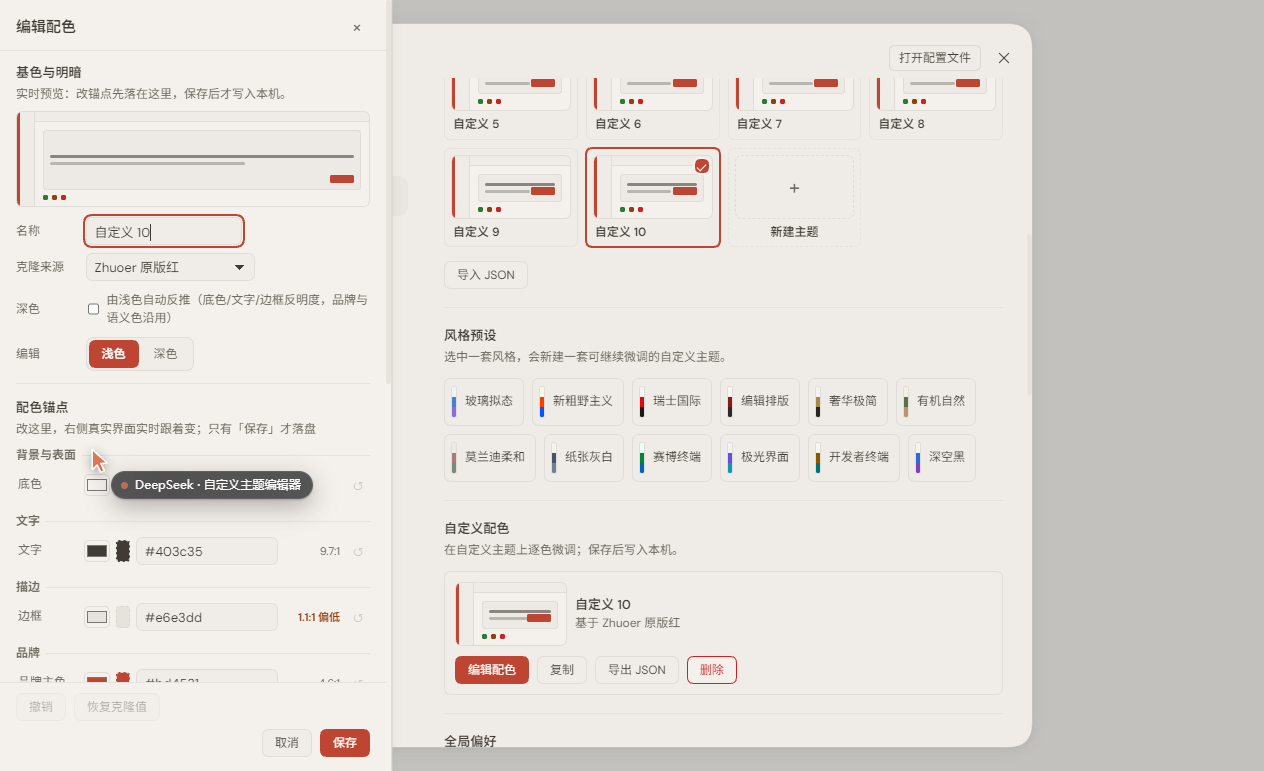 编辑配色
×
基色与明暗
实时预览：改锚点先落在这里，保存后才写入本机。
名称
自定义 10
克隆来源
Zhuoer 原版红
深色
由浅色自动反推（底色/文字/边框反明度，品牌与
语义色沿用）
编辑
浅色
深色
配色锚点
改这里，右侧真实界面实时跟着变；只有「保存」才落盘
背景与表面
底色
DeepSeek · 自定义主题编辑器
文字
文字
#403c35
9.7:1
描边
边框
#e6e3dd
1.1:1 偏低
品牌
品牌主色
撤销
恢复克隆值
取消
保存
打开配置文件
自定义 5
自定义 6
自定义 7
自定义 8
自定义 9
自定义 10
+
新建主题
导入 JSON
风格预设
选中一套风格，会新建一套可继续微调的自定义主题。
玻璃拟态
新粗野主义
瑞士国际
编辑排版
奢华极简
有机自然
莫兰迪柔和
纸张灰白
赛博终端
极光界面
开发者终端
深空黑
自定义配色
在自定义主题上逐色微调；保存后写入本机。
自定义 10
基于 Zhuoer 原版红
编辑配色
复制
导出 JSON
删除
全局偏好